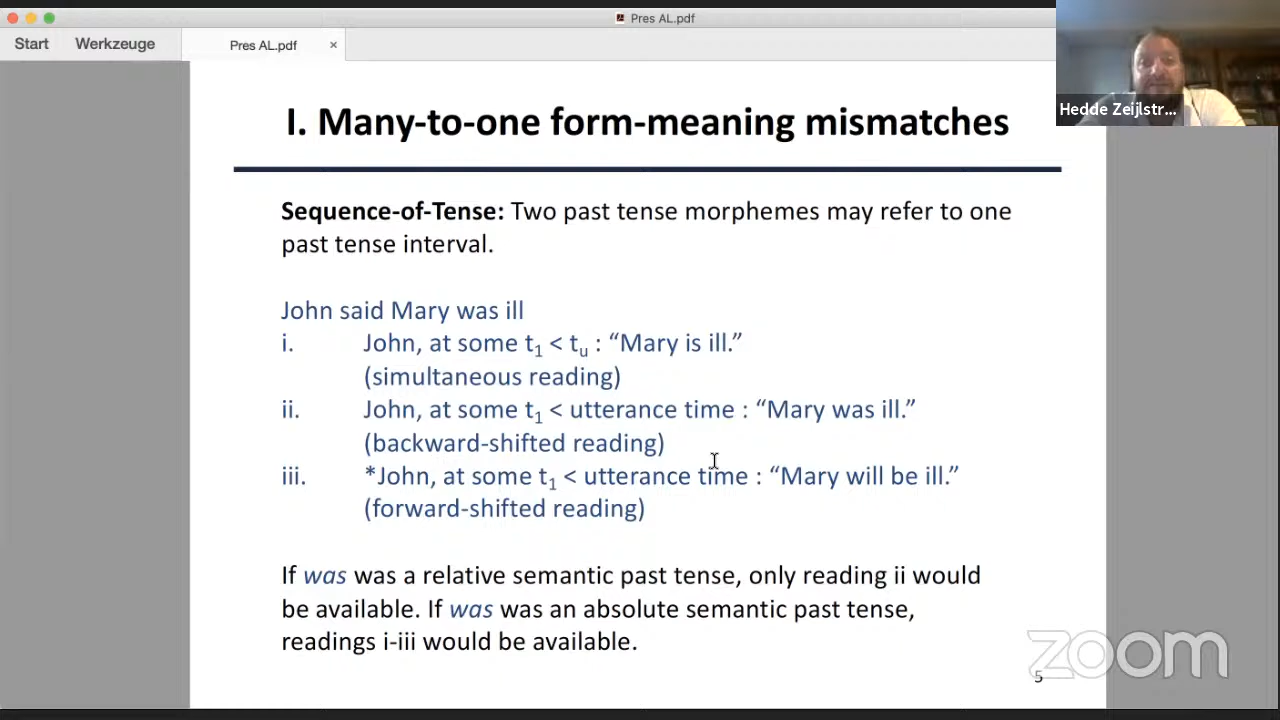 Pres AL.pdf
Start Werkzeuge Pres AL.pdf ×
Hedde Zeijlstr...
I. Many-to-one form-meaning mismatches
Sequence-of-Tense: Two past tense morphemes may refer to one
past tense interval.
John said Mary was ill
i. John, at some t₁ < tᵤ : “Mary is ill.”
(simultaneous reading)
ii. John, at some t₁ < utterance time : “Mary was ill.”
(backward-shifted reading)
iii. *John, at some t₁ < utterance time : “Mary will be ill.”
(forward-shifted reading)
If was was a relative semantic past tense, only reading ii would
be available. If was was an absolute semantic past tense,
readings i-iii would be available.
zoom
5